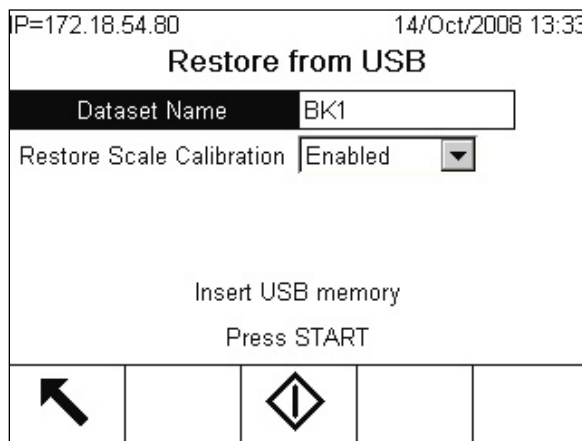 IP=172.18.54.80 14/Oct/2008 13:33
Restore from USB
Dataset Name BK1
Restore Scale Calibration Enabled
Insert USB memory
Press START